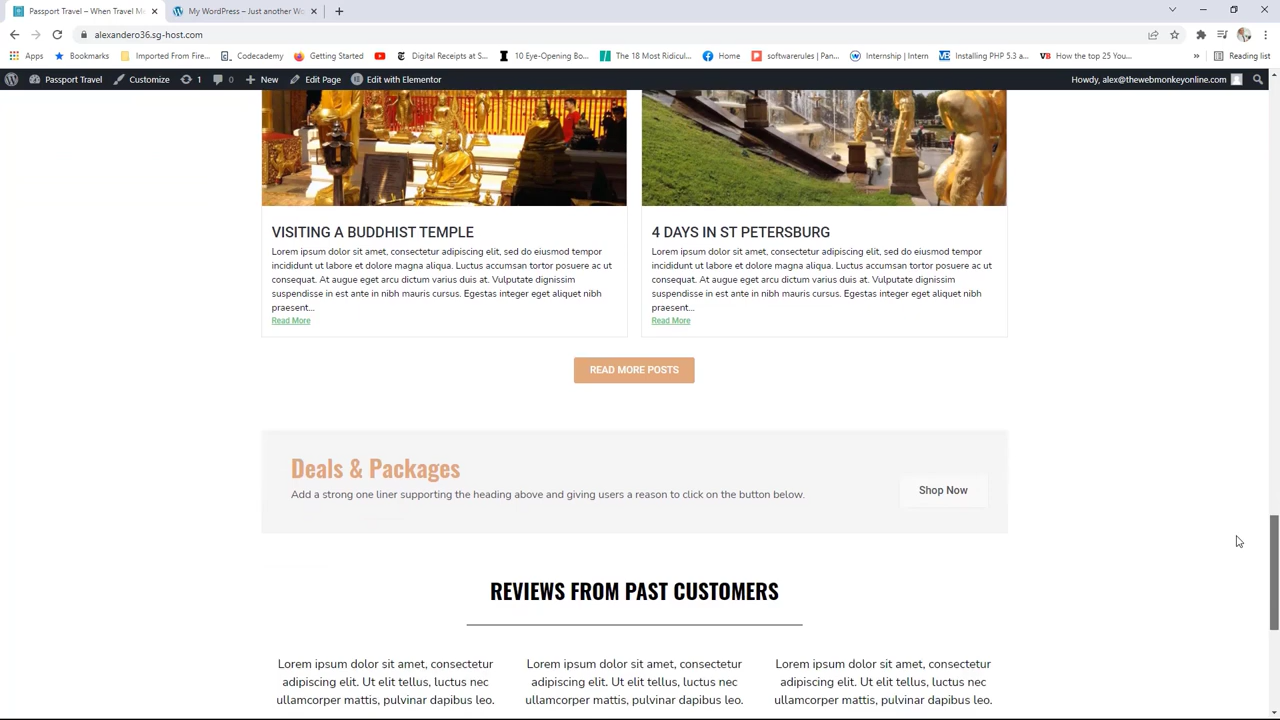 Passport Travel – When Travel Me
My WordPress – Just another Wo
alexandero36.sg-host.com
Apps
Bookmarks
Imported From Fire...
Codecademy
Getting Started
Digital Receipts at S...
10 Eye-Opening Bo...
The 18 Most Ridicul...
Home
softwarerules | Pan...
Internship | Intern
Installing PHP 5.3 a...
How the top 25 You...
»
Reading list
Passport Travel
Customize
1
0
New
Edit Page
Edit with Elementor
Howdy, alex@thewebmonkeyonline.com
VISITING A BUDDHIST TEMPLE
Lorem ipsum dolor sit amet, consectetur adipiscing elit, sed do eiusmod tempor
incididunt ut labore et dolore magna aliqua. Luctus accumsan tortor posuere ac ut
consequat. At augue eget arcu dictum varius duis at. Vulputate dignissim
suspendisse in est ante in nibh mauris cursus. Egestas integer eget aliquet nibh
praesent...
Read More
4 DAYS IN ST PETERSBURG
Lorem ipsum dolor sit amet, consectetur adipiscing elit, sed do eiusmod tempor
incididunt ut labore et dolore magna aliqua. Luctus accumsan tortor posuere ac ut
consequat. At augue eget arcu dictum varius duis at. Vulputate dignissim
suspendisse in est ante in nibh mauris cursus. Egestas integer eget aliquet nibh
praesent...
Read More
READ MORE POSTS
Deals & Packages
Add a strong one liner supporting the heading above and giving users a reason to click on the button below.
Shop Now
REVIEWS FROM PAST CUSTOMERS
Lorem ipsum dolor sit amet, consectetur
adipiscing elit. Ut elit tellus, luctus nec
ullamcorper mattis, pulvinar dapibus leo.
Lorem ipsum dolor sit amet, consectetur
adipiscing elit. Ut elit tellus, luctus nec
ullamcorper mattis, pulvinar dapibus leo.
Lorem ipsum dolor sit amet, consectetur
adipiscing elit. Ut elit tellus, luctus nec
ullamcorper mattis, pulvinar dapibus leo.